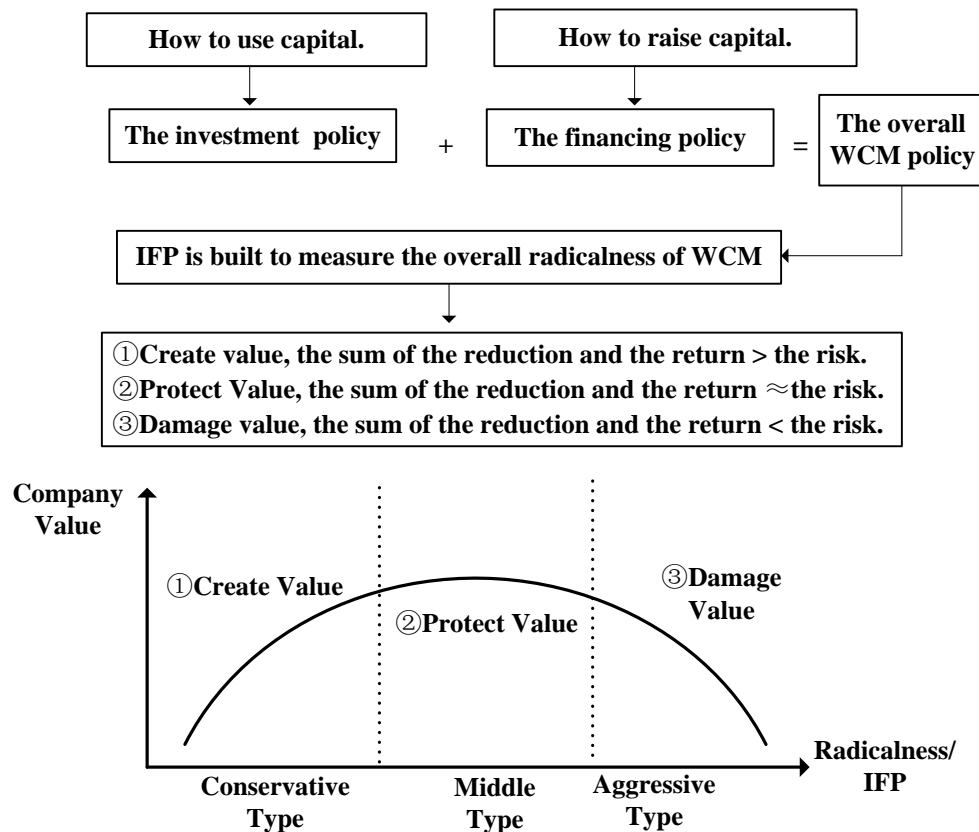 How to use capital.
How to raise capital.
The investment policy
+
The financing policy
=
The overall
WCM policy
IFP is built to measure the overall radicalness of WCM
①Create value, the sum of the reduction and the return > the risk.
②Protect Value, the sum of the reduction and the return ≈the risk.
③Damage value, the sum of the reduction and the return < the risk.
Company
Value
①Create Value
②Protect Value
③Damage
Value
Radicalness/
IFP
Conservative
Type
Middle
Type
Aggressive
Type